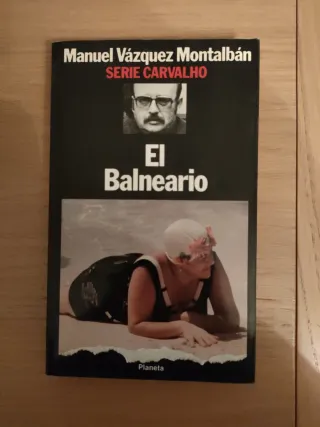 Manuel Vázquez Montalbán
SERIE CARVALHO
El
Balneario
Planeta